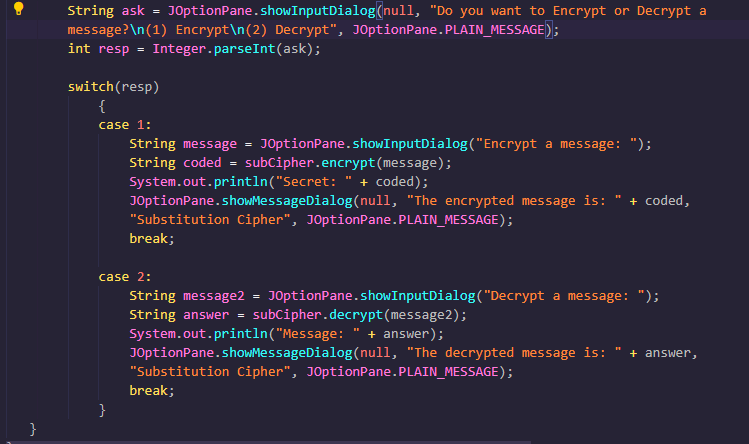 String ask = JOptionPane.showInputDialog(null, "Do you want to Encrypt or Decrypt a
message?\n(1) Encrypt\n(2) Decrypt", JOptionPane.PLAIN_MESSAGE);
int resp = Integer.parseInt(ask);
switch(resp)
{
case 1:
String message = JOptionPane.showInputDialog("Encrypt a message: ");
String coded = subCipher.encrypt(message);
System.out.println("Secret: " + coded);
JOptionPane.showMessageDialog(null, "The encrypted message is: " + coded,
"Substitution Cipher", JOptionPane.PLAIN_MESSAGE);
break;
case 2:
String message2 = JOptionPane.showInputDialog("Decrypt a message: ");
String answer = subCipher.decrypt(message2);
System.out.println("Message: " + answer);
JOptionPane.showMessageDialog(null, "The decrypted message is: " + answer,
"Substitution Cipher", JOptionPane.PLAIN_MESSAGE);
break;
}
}